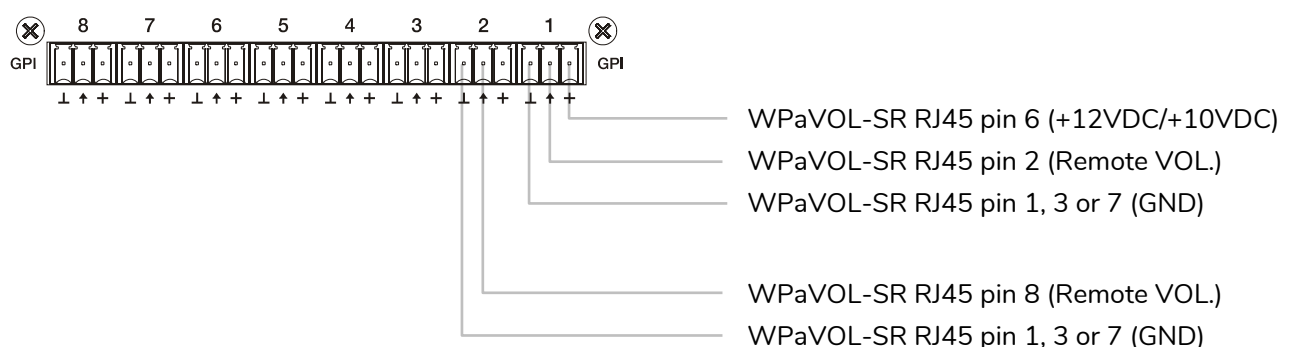 8 7 6 5 4 3 2 1
GPI GPI
⊥ ↑ + ⊥ ↑ + ⊥ ↑ + ⊥ ↑ + ⊥ ↑ + ⊥ ↑ + ⊥ ↑ + ⊥ ↑ +
WPaVOL-SR RJ45 pin 6 (+12VDC/+10VDC)
WPaVOL-SR RJ45 pin 2 (Remote VOL.)
WPaVOL-SR RJ45 pin 1, 3 or 7 (GND)
WPaVOL-SR RJ45 pin 8 (Remote VOL.)
WPaVOL-SR RJ45 pin 1, 3 or 7 (GND)